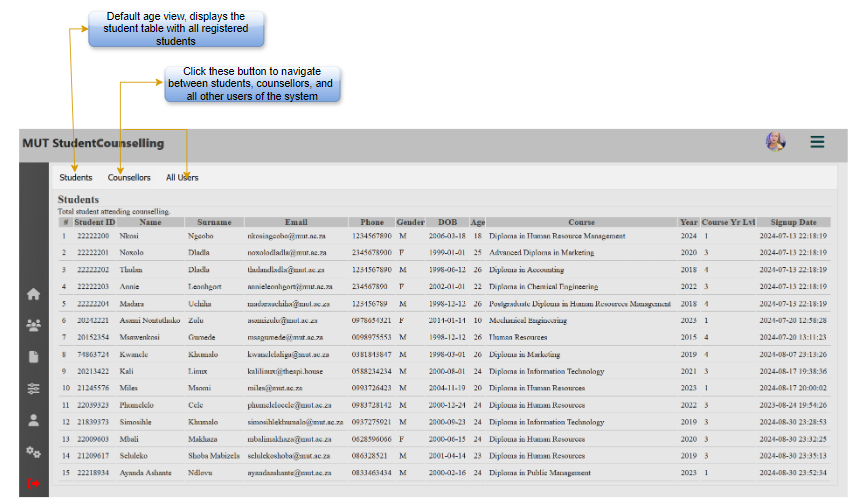 Default age view, displays the
student table with all registered
students
Click these button to navigate
between students, counsellors, and
all other users of the system
MUT StudentCounselling
Students Counsellors All Users
Students
Total student attending counselling.
# Student ID Name Surname Email Phone Gender DOB Age Course Year Course Yr Lvl Signup Date
1 22222200 Nkosi Ngcobo nkosingcobo@mut.ac.za 1234567890 M 2006-03-18 18 Diploma in Human Resource Management 2024 1 2024-07-13 22:18:19
2 22222201 Noxolo Dladla noxolodladla@mut.ac.za 2345678900 F 1999-01-01 25 Advanced Diploma in Marketing 2020 3 2024-07-13 22:18:19
3 22222202 Thulan Dladla thulandladla@mut.ac.za 1234567890 M 1998-06-12 26 Diploma in Accounting 2018 4 2024-07-13 22:18:19
4 22222203 Annie Leonhgort annieleonhgort@mut.ac.za 234567890 F 2002-01-01 22 Diploma in Chemical Engineering 2022 3 2024-07-13 22:18:19
5 22222204 Madara Uchiha madarauchiha@mut.ac.za 123456789 M 1998-12-12 26 Postgraduate Diploma in Human Resources Management 2018 4 2024-07-13 22:18:19
6 20242221 Asami Nontuthuko Zulo asamizulo@mut.ac.za 0978654321 F 2014-01-14 10 Mechanical Engineering 2023 1 2024-07-20 12:58:28
7 20152354 Msawenkosi Gumede msagumede@mut.ac.za 0098975553 M 1998-12-12 26 Human Resources 2015 4 2024-07-20 13:11:23
8 74863724 Kwanele Khumalo kwanelelaliga@mut.ac.za 0381843847 M 1998-03-01 26 Diploma in Marketing 2019 4 2024-08-07 23:13:26
9 20213422 Kali Linux kalilinux@thespi.house 0588234234 M 2000-08-01 24 Diploma in Information Technology 2021 3 2024-08-17 19:38:36
10 21245576 Miles Msomi miles@mut.ac.za 0993726423 M 2004-11-19 20 Diploma in Human Resources 2023 1 2024-08-17 20:00:02
11 22039323 Phumelelo Cele phumelelocele@mut.ac.za 0983728142 M 2000-12-24 24 Diploma in Human Resources 2022 3 2023-08-24 19:54:26
12 21839373 Simosihle Khumalo simosihlekhumalo@mut.ac.za 0937275921 M 2000-09-23 24 Diploma in Information Technology 2019 3 2024-08-30 23:28:53
13 22009603 Mbali Makhaza mbalimakhaza@mut.ac.za 0628596066 F 2000-06-15 24 Diploma in Human Resources 2020 3 2024-08-30 23:32:25
14 21209617 Seluleko Shoba Mabizela selulekoshoba@mut.ac.za 086328521 M 2001-04-14 23 Diploma in Human Resources 2019 3 2024-08-30 23:35:13
15 22218934 Ayanda Ashante Ndlovu ayandaashante@mut.ac.za 0833463434 M 2000-02-16 24 Diploma in Public Management 2023 1 2024-08-30 23:52:34